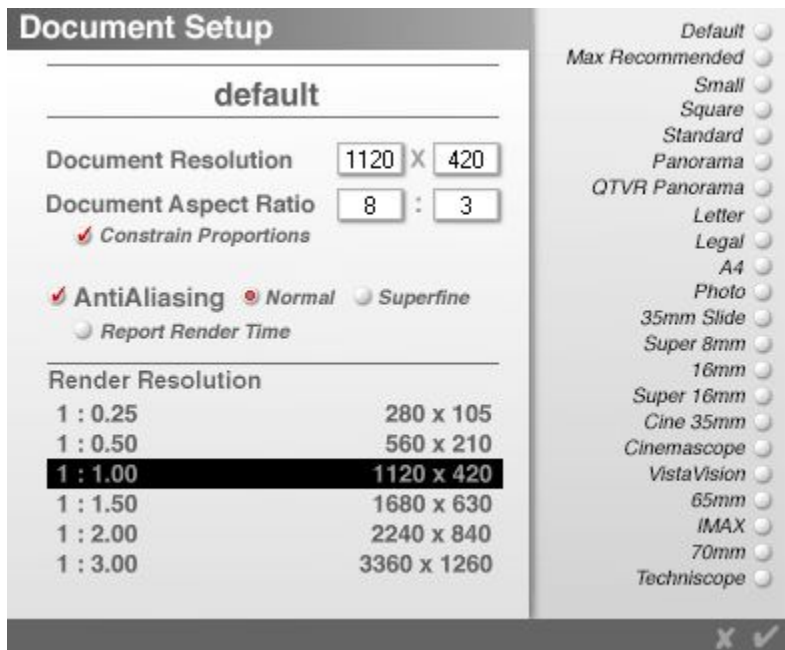 Document Setup
default
Document Resolution 1120 X 420
Document Aspect Ratio 8 : 3
Constrain Proportions
AntiAliasing Normal Superfine
Report Render Time
Render Resolution
1 : 0.25 280 x 105
1 : 0.50 560 x 210
1 : 1.00 1120 x 420
1 : 1.50 1680 x 630
1 : 2.00 2240 x 840
1 : 3.00 3360 x 1260
Default
Max Recommended
Small
Square
Standard
Panorama
QTVR Panorama
Letter
Legal
A4
Photo
35mm Slide
Super 8mm
16mm
Super 16mm
Cine 35mm
Cinemascope
VistaVision
65mm
IMAX
70mm
Techniscope